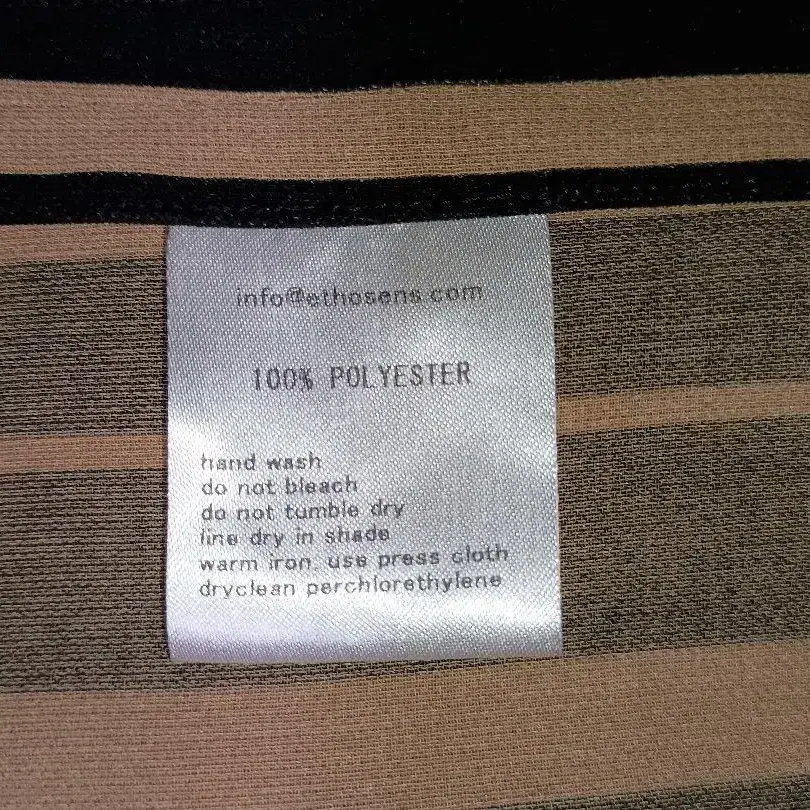 info@ethosens.com
100% POLYESTER
hand wash
do not bleach
do not tumble dry
line dry in shade
warm iron, use press cloth
dryclean perchlorethylene